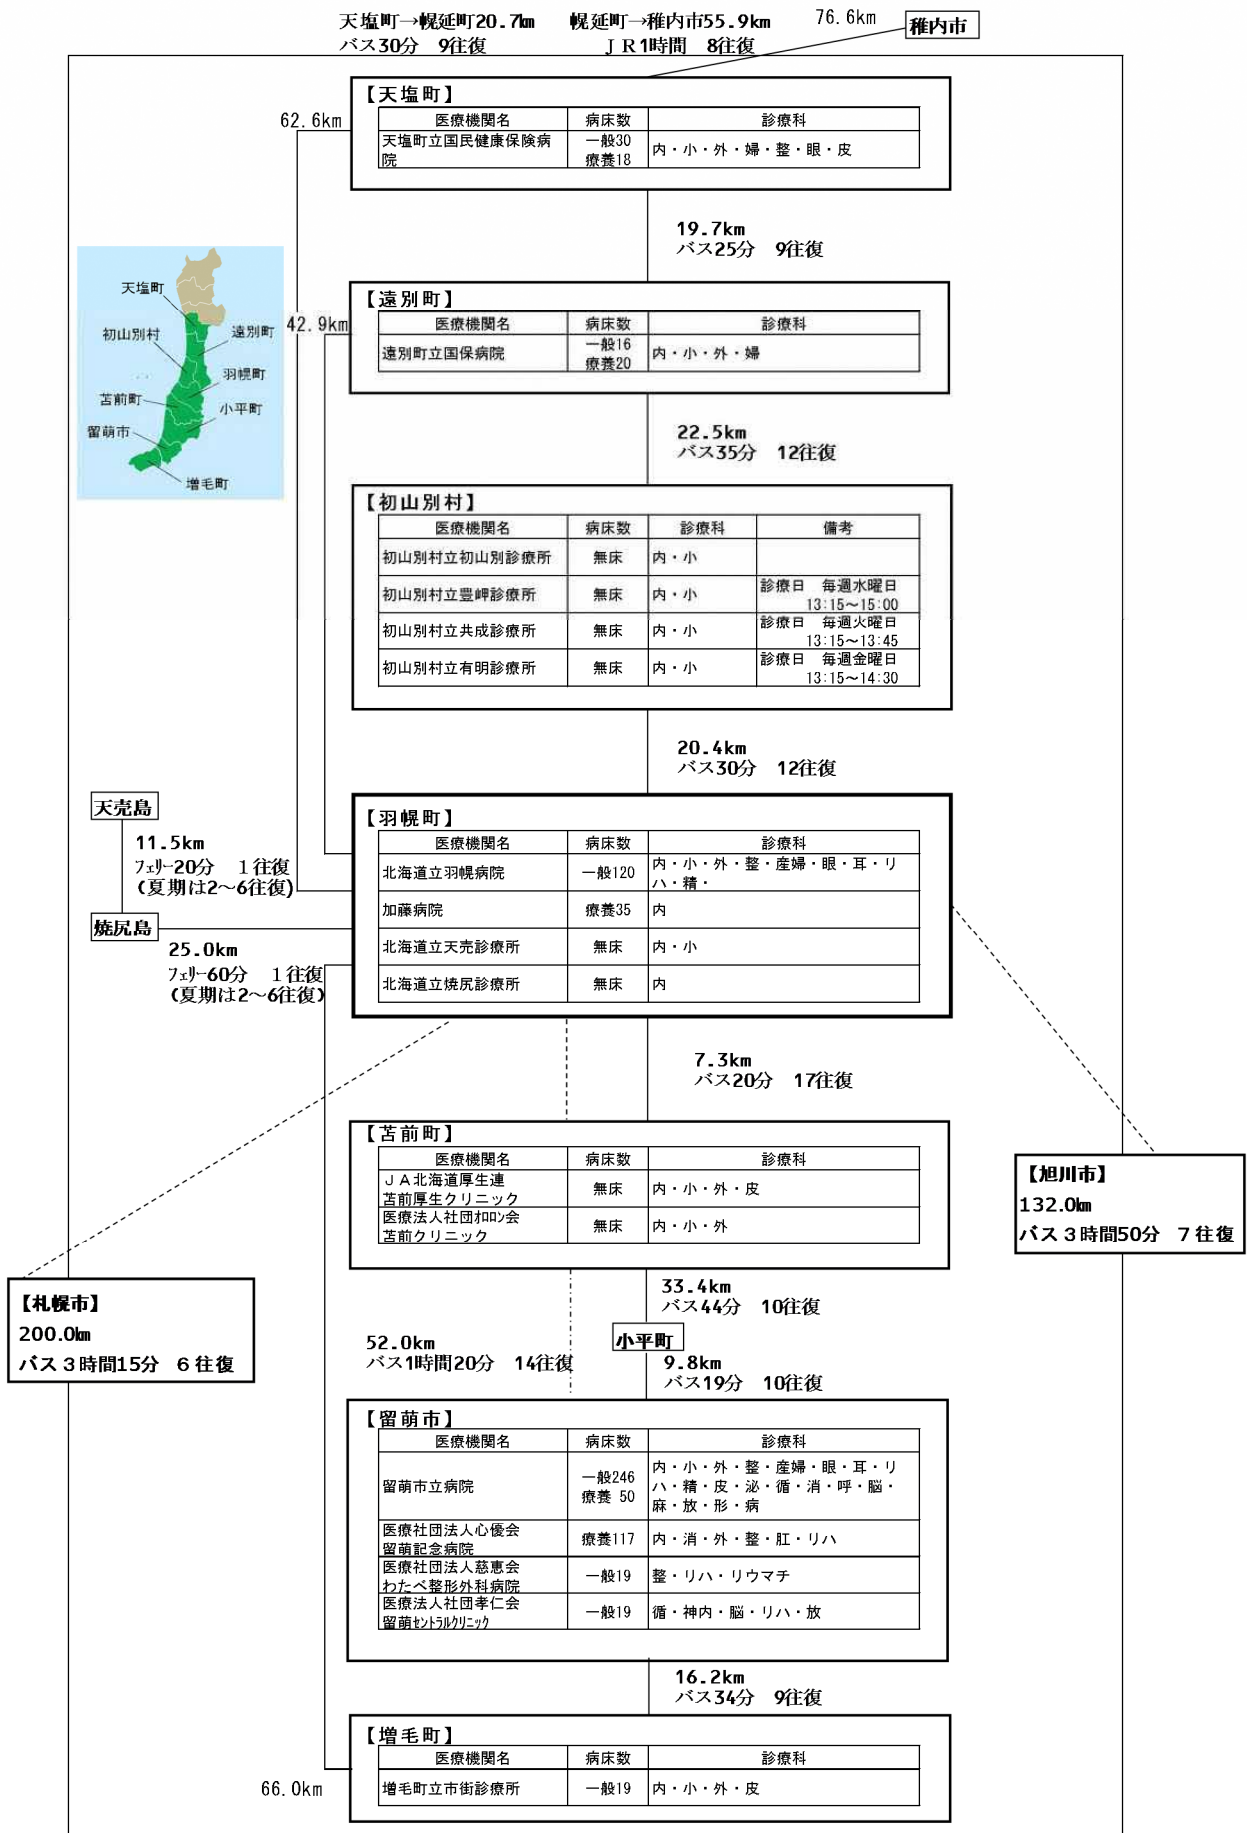 天塩町→幌延町20.7km 幌延町→稚内市55.9km
バス30分 9往復 JR1時間 8往復
76.6km
稚内市
【天塩町】
医療機関名 病床数 診療科
天塩町立国民健康保険病
院
一般30
療養18
内・小・外・婦・整・眼・皮
62.6km
19.7km
バス25分 9往復
天塩町
初山別村
遠別町
羽幌町
苫前町
小平町
留萌市
増毛町
42.9km
【遠別町】
医療機関名 病床数 診療科
遠別町立国保病院
一般16
療養20
内・小・外・婦
22.5km
バス35分 12往復
【初山別村】
医療機関名 病床数 診療科 備考
初山別村立初山別診療所 無床 内・小
初山別村立豊岬診療所 無床 内・小 診療日 毎週水曜日
13:15～15:00
初山別村立共成診療所 無床 内・小 診療日 毎週火曜日
13:15～13:45
初山別村立有明診療所 無床 内・小 診療日 毎週金曜日
13:15～14:30
20.4km
バス30分 12往復
天売島
11.5km
フェリー20分 1往復
(夏期は2～6往復)
焼尻島
25.0km
フェリー60分 1往復
(夏期は2～6往復)
【羽幌町】
医療機関名 病床数 診療科
北海道立羽幌病院 一般120 内・小・外・整・産婦・眼・耳・リ
ハ・精・
加藤病院 療養35 内
北海道立天売診療所 無床 内・小
北海道立焼尻診療所 無床 内
7.3km
バス20分 17往復
【苫前町】
医療機関名 病床数 診療科
JA北海道厚生連
苫前厚生クリニック
無床 内・小・外・皮
医療法人社団オロロン会
苫前クリニック
無床 内・小・外
【旭川市】
132.0km
バス3時間50分 7往復
【札幌市】
200.0km
バス3時間15分 6往復
33.4km
バス44分 10往復
小平町
52.0km
バス1時間20分 14往復
9.8km
バス19分 10往復
【留萌市】
医療機関名 病床数 診療科
留萌市立病院
一般246
療養 50
内・小・外・整・産婦・眼・耳・リ
ハ・精・皮・泌・循・消・呼・脳・
麻・放・形・病
医療社団法人心優会
留萌記念病院
療養117 内・消・外・整・肛・リハ
医療社団法人慈恵会
わたべ整形外科病院
一般19 整・リハ・リウマチ
医療法人社団孝仁会
留萌セントラルクリニック
一般19 循・神内・脳・リハ・放
16.2km
バス34分 9往復
【増毛町】
医療機関名 病床数 診療科
増毛町立市街診療所 一般19 内・小・外・皮
66.0km